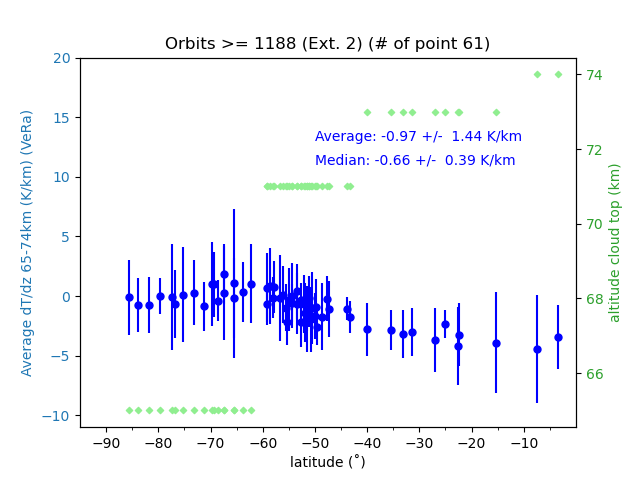 Orbits >= 1188 (Ext. 2) (# of point 61)
20
15
10
5
0
−5
−10
Average dT/dz 65-74km (K/km) (VeRa)
Average: -0.97 +/-  1.44 K/km
Median: -0.66 +/-  0.39 K/km
74
72
70
68
66
altitude cloud top (km)
−90 −80 −70 −60 −50 −40 −30 −20 −10
latitude (˚)